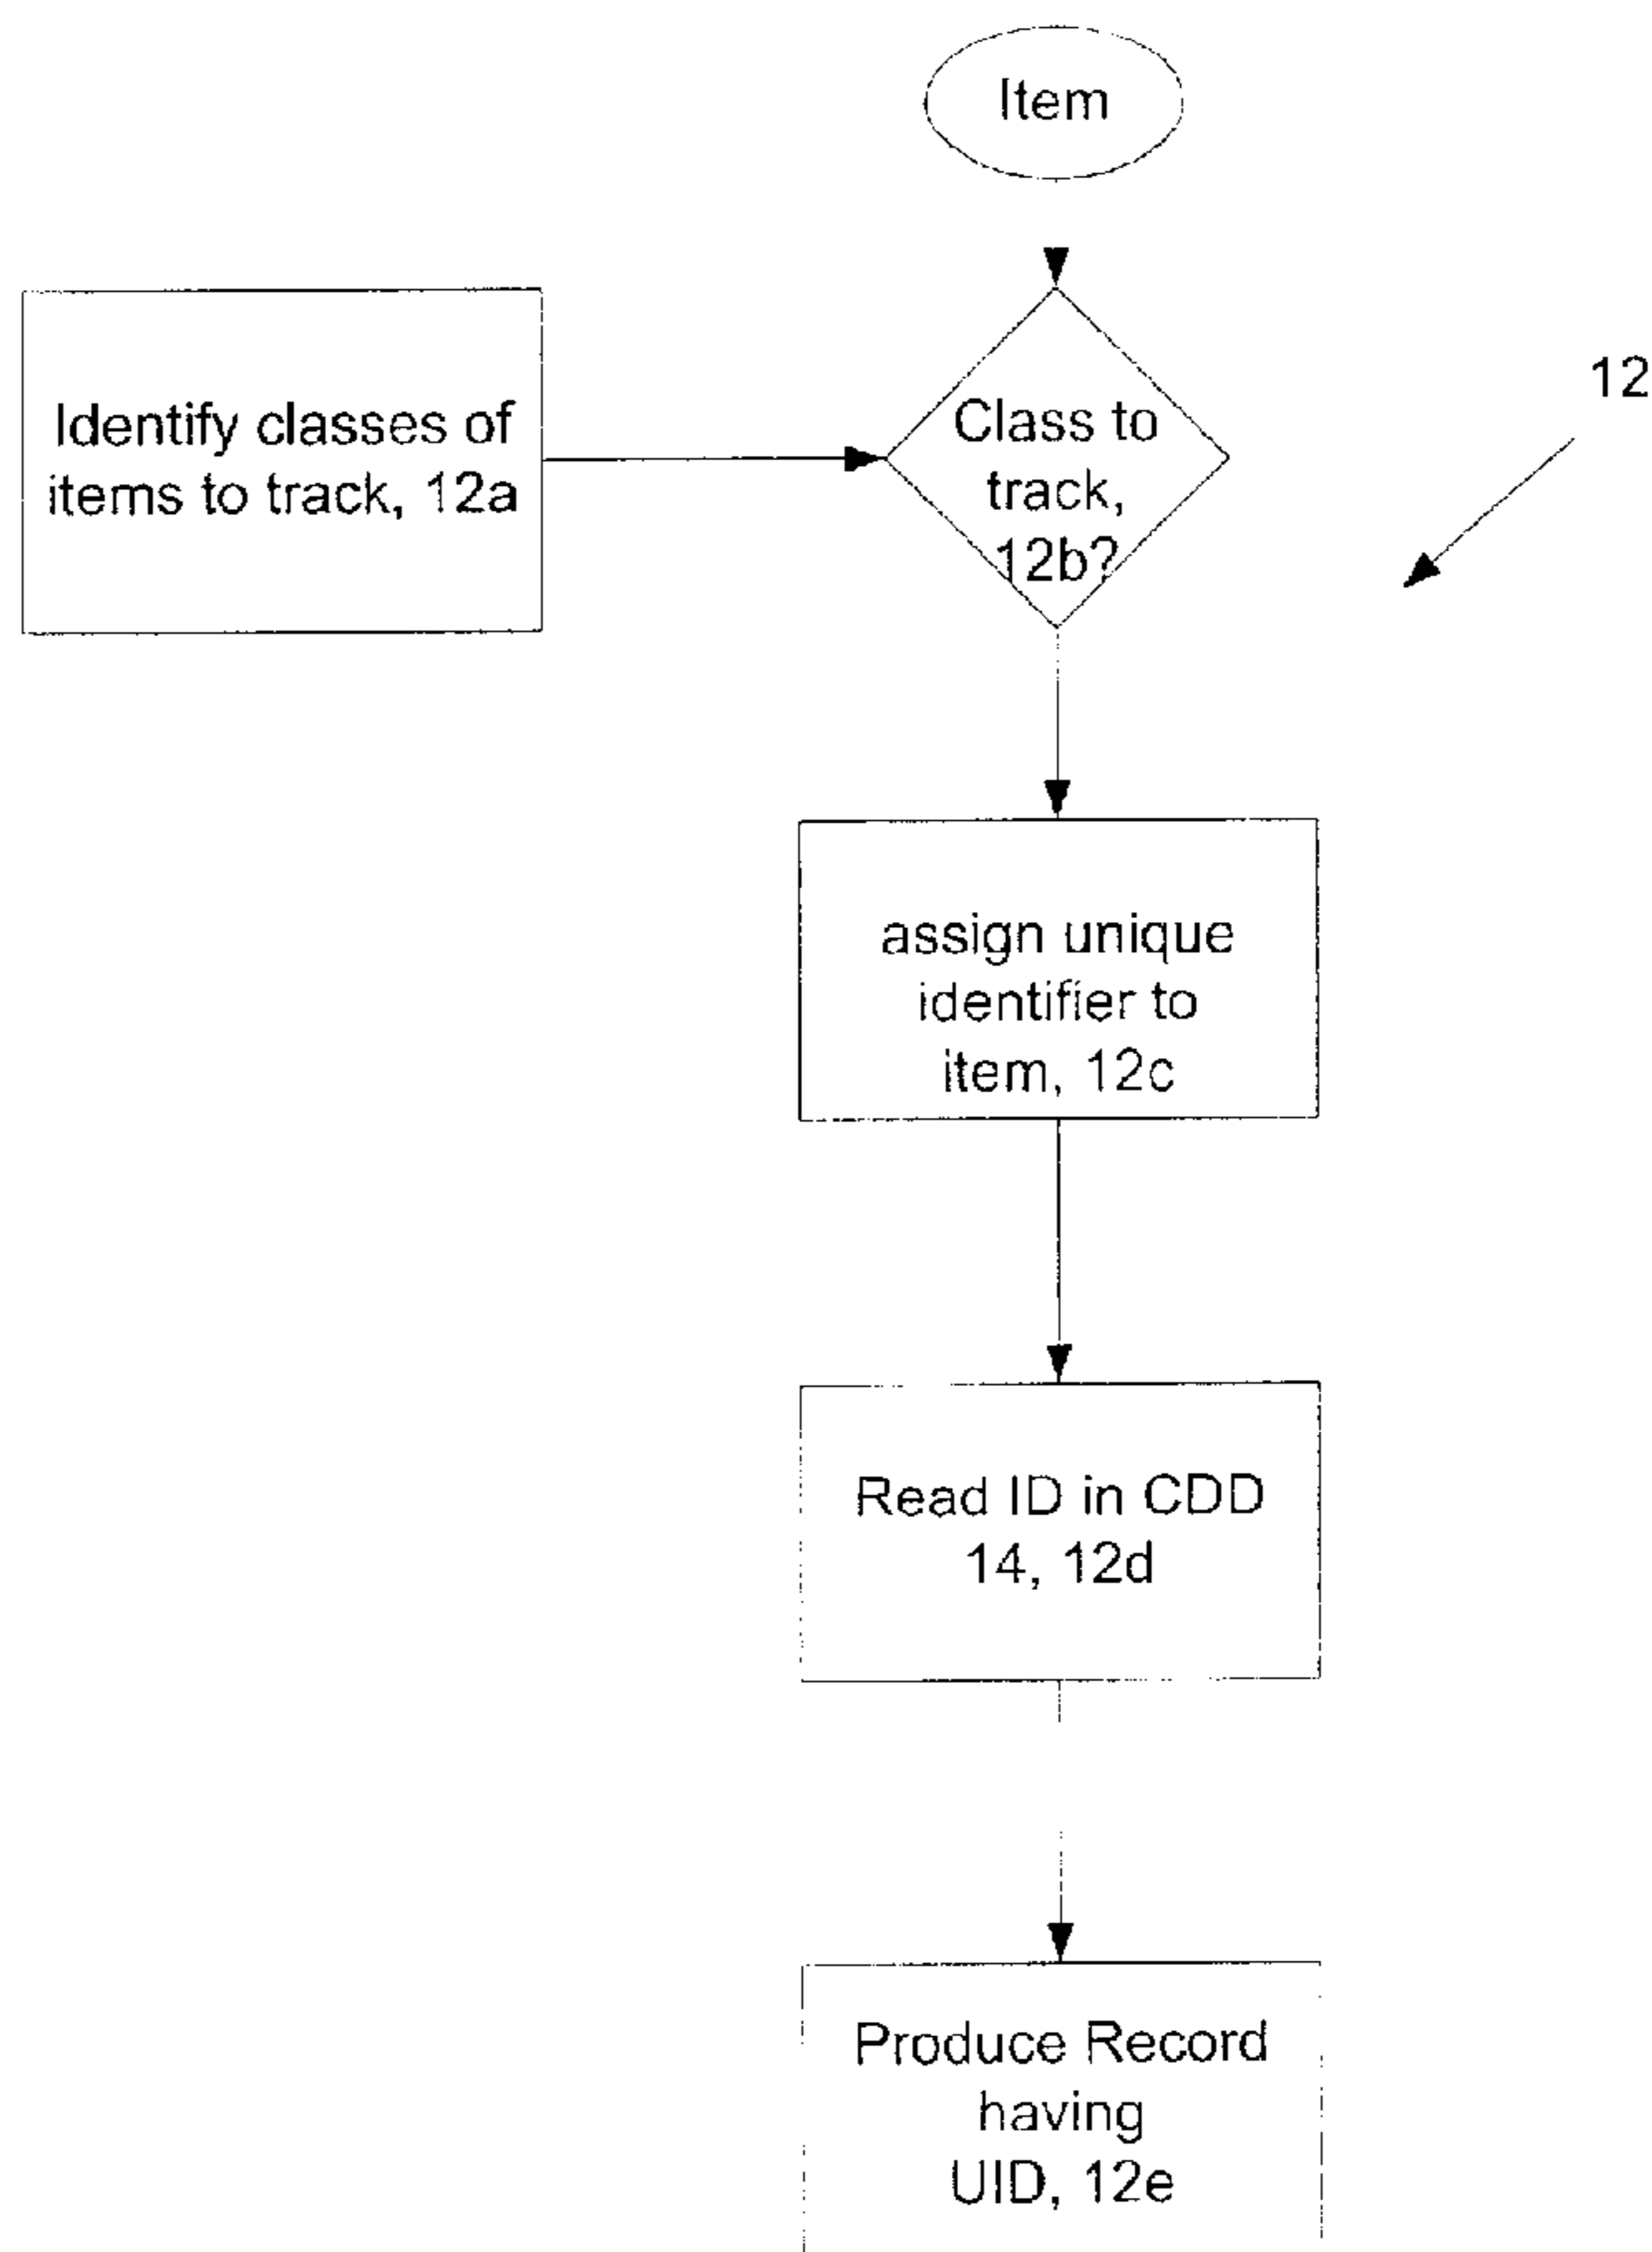 Item
Identify classes of
items to track, 12a
Class to
track,
12b?
12
assign unique
identifier to
item, 12c
Read ID in CDD
14, 12d
Produce Record
having
UID, 12e